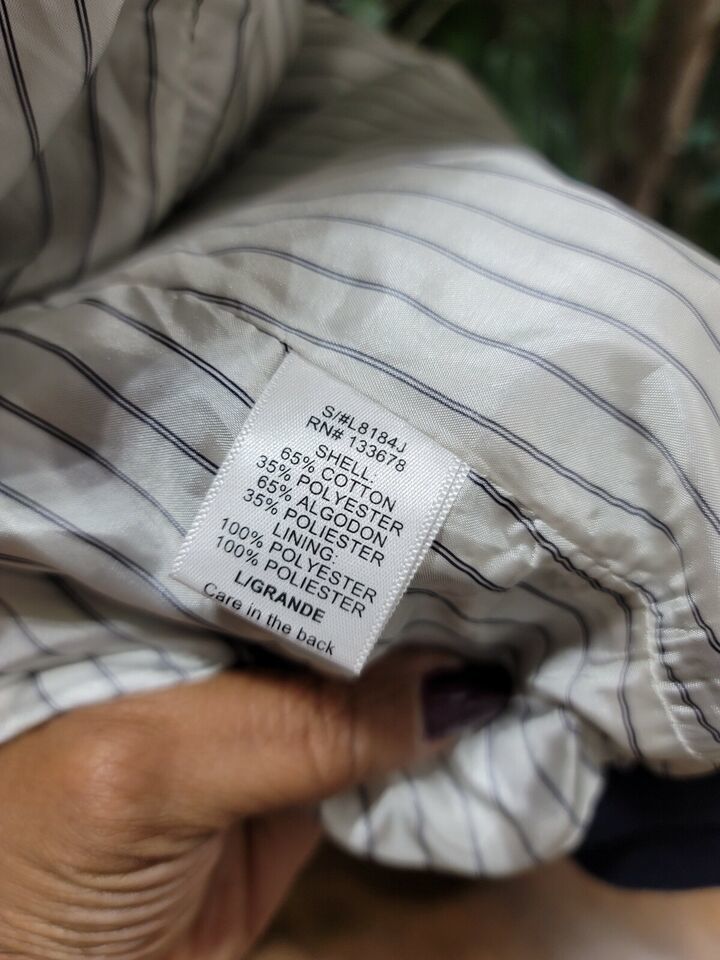 S/#L8184J
RN# 133678
SHELL:
65% COTTON
35% POLYESTER
65% ALGODON
35% POLIESTER
LINING:
100% POLYESTER
100% POLIESTER
L/GRANDE
Care in the back